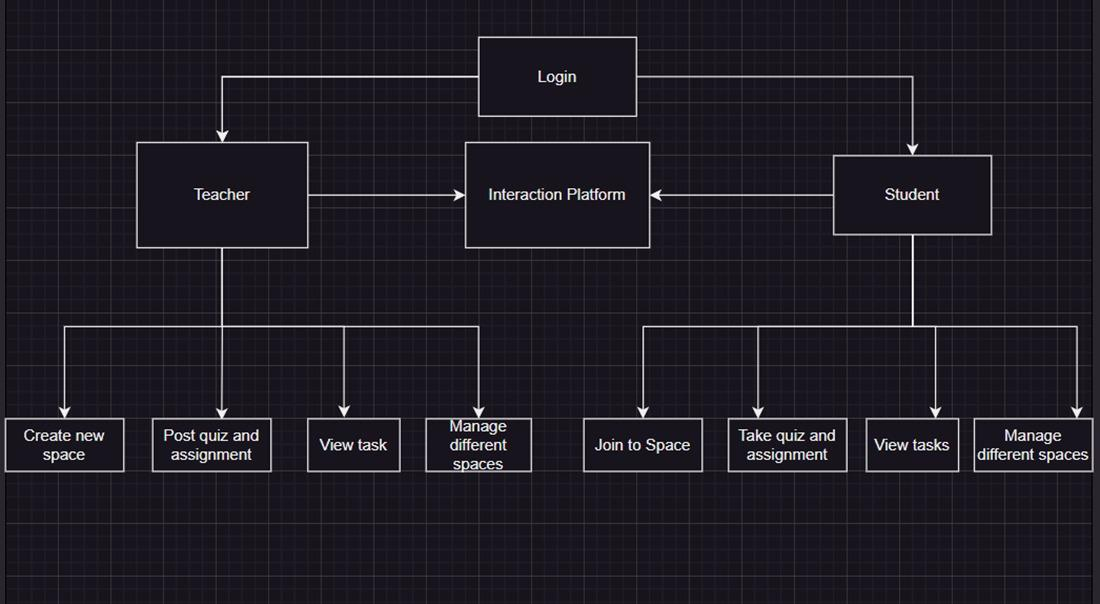 Login
Teacher
Interaction Platform
Student
Create new
space
Post quiz and
assignment
View task
Manage
different
spaces
Join to Space
Take quiz and
assignment
View tasks
Manage
different spaces